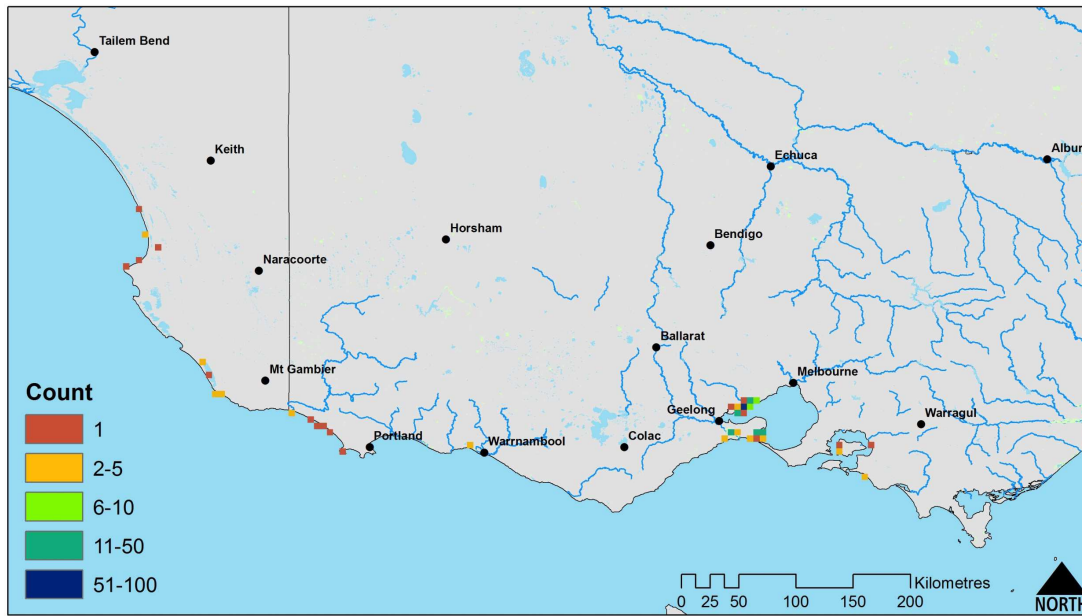 Tailem Bend
Keith
Echuca
Albur
Horsham
Bendigo
Naracoorte
Ballarat
Mt Gambier
Melbourne
Geelong
Warragul
Portland
Warrnambool
Colac
Count
1
2-5
6-10
11-50
51-100
Kilometres
0 25 50 100 150 200
NORTH